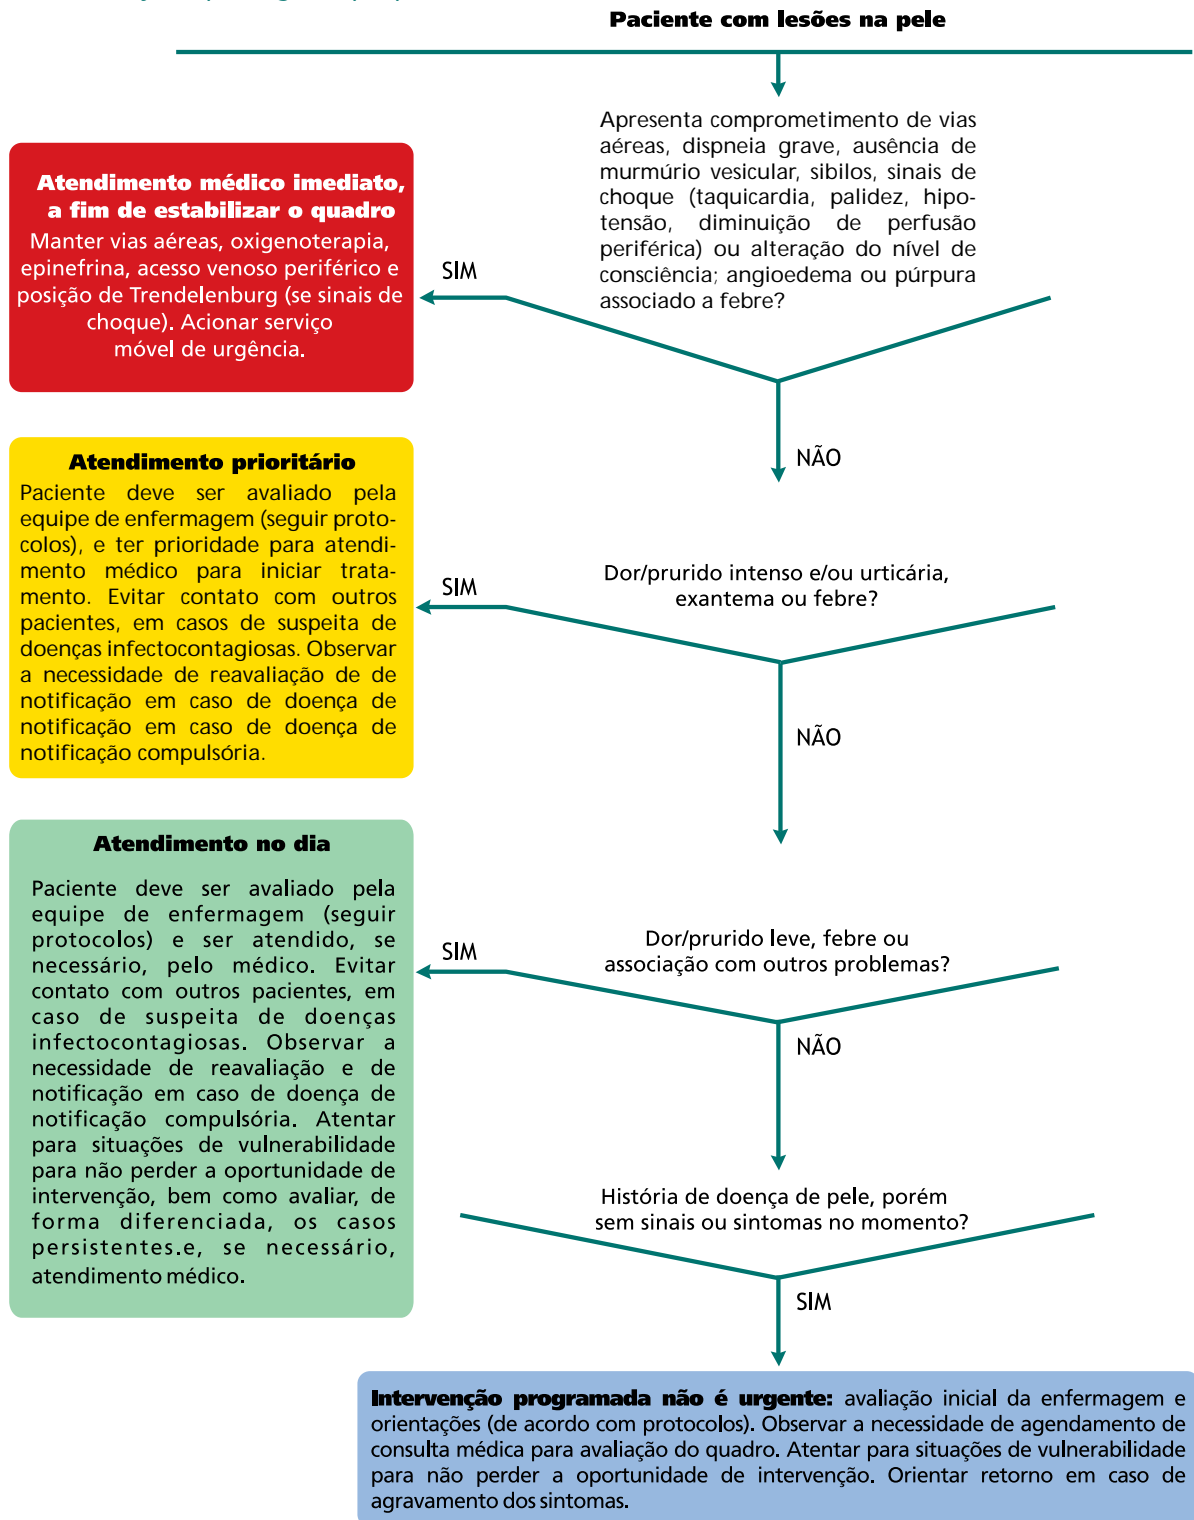 Paciente com lesões na pele
Apresenta comprometimento de vias
aéreas, dispneia grave, ausência de
murmúrio vesicular, sibilos, sinais de
choque (taquicardia, palidez, hipo-
tensão, diminuição de perfusão
periférica) ou alteração do nível de
consciência; angioedema ou púrpura
associado a febre?
SIM
Atendimento médico imediato,
a fim de estabilizar o quadro
Manter vias aéreas, oxigenoterapia,
epinefrina, acesso venoso periférico e
posição de Trendelenburg (se sinais de
choque). Acionar serviço
móvel de urgência.
NÃO
Dor/prurido intenso e/ou urticária,
exantema ou febre?
SIM
Atendimento prioritário
Paciente deve ser avaliado pela
equipe de enfermagem (seguir proto-
colos), e ter prioridade para atendi-
mento médico para iniciar trata-
mento. Evitar contato com outros
pacientes, em casos de suspeita de
doenças infectocontagiosas. Observar
a necessidade de reavaliação de de
notificação em caso de doença de
notificação em caso de doença de
notificação compulsória.
NÃO
Dor/prurido leve, febre ou
associação com outros problemas?
SIM
Atendimento no dia
Paciente deve ser avaliado pela
equipe de enfermagem (seguir
protocolos) e ser atendido, se
necessário, pelo médico. Evitar
contato com outros pacientes, em
caso de suspeita de doenças
infectocontagiosas. Observar a
necessidade de reavaliação e de
notificação em caso de doença de
notificação compulsória. Atentar
para situações de vulnerabilidade
para não perder a oportunidade de
intervenção, bem como avaliar, de
forma diferenciada, os casos
persistentes.e, se necessário,
atendimento médico.
NÃO
História de doença de pele, porém
sem sinais ou sintomas no momento?
SIM
Intervenção programada não é urgente: avaliação inicial da enfermagem e
orientações (de acordo com protocolos). Observar a necessidade de agendamento de
consulta médica para avaliação do quadro. Atentar para situações de vulnerabilidade
para não perder a oportunidade de intervenção. Orientar retorno em caso de
agravamento dos sintomas.